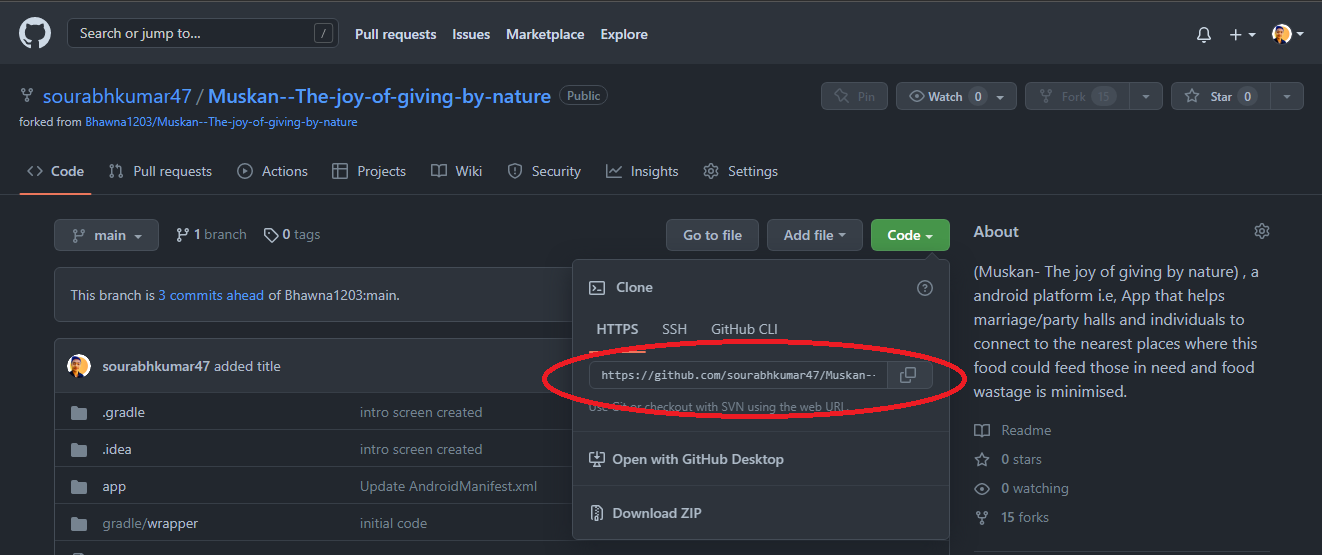 Search or jump to... /
Pull requests Issues Marketplace Explore
sourabhkumar47 / Muskan--The-joy-of-giving-by-nature Public
Pin Watch 0 Fork 15 Star 0
forked from Bhawna1203/Muskan--The-joy-of-giving-by-nature
Code Pull requests Actions Projects Wiki Security Insights Settings
main 1 branch 0 tags Go to file Add file Code
This branch is 3 commits ahead of Bhawna1203:main.
sourabhkumar47 added title
.gradle intro screen created
.idea intro screen created
app Update AndroidManifest.xml
gradle/wrapper initial code
Clone
HTTPS SSH GitHub CLI
https://github.com/sourabhkumar47/Muskan--
Use Git or checkout with SVN using the web URL.
Open with GitHub Desktop
Download ZIP
About
(Muskan- The joy of giving by nature) , a
android platform i.e, App that helps
marriage/party halls and individuals to
connect to the nearest places where this
food could feed those in need and food
wastage is minimised.
Readme
0 stars
0 watching
15 forks